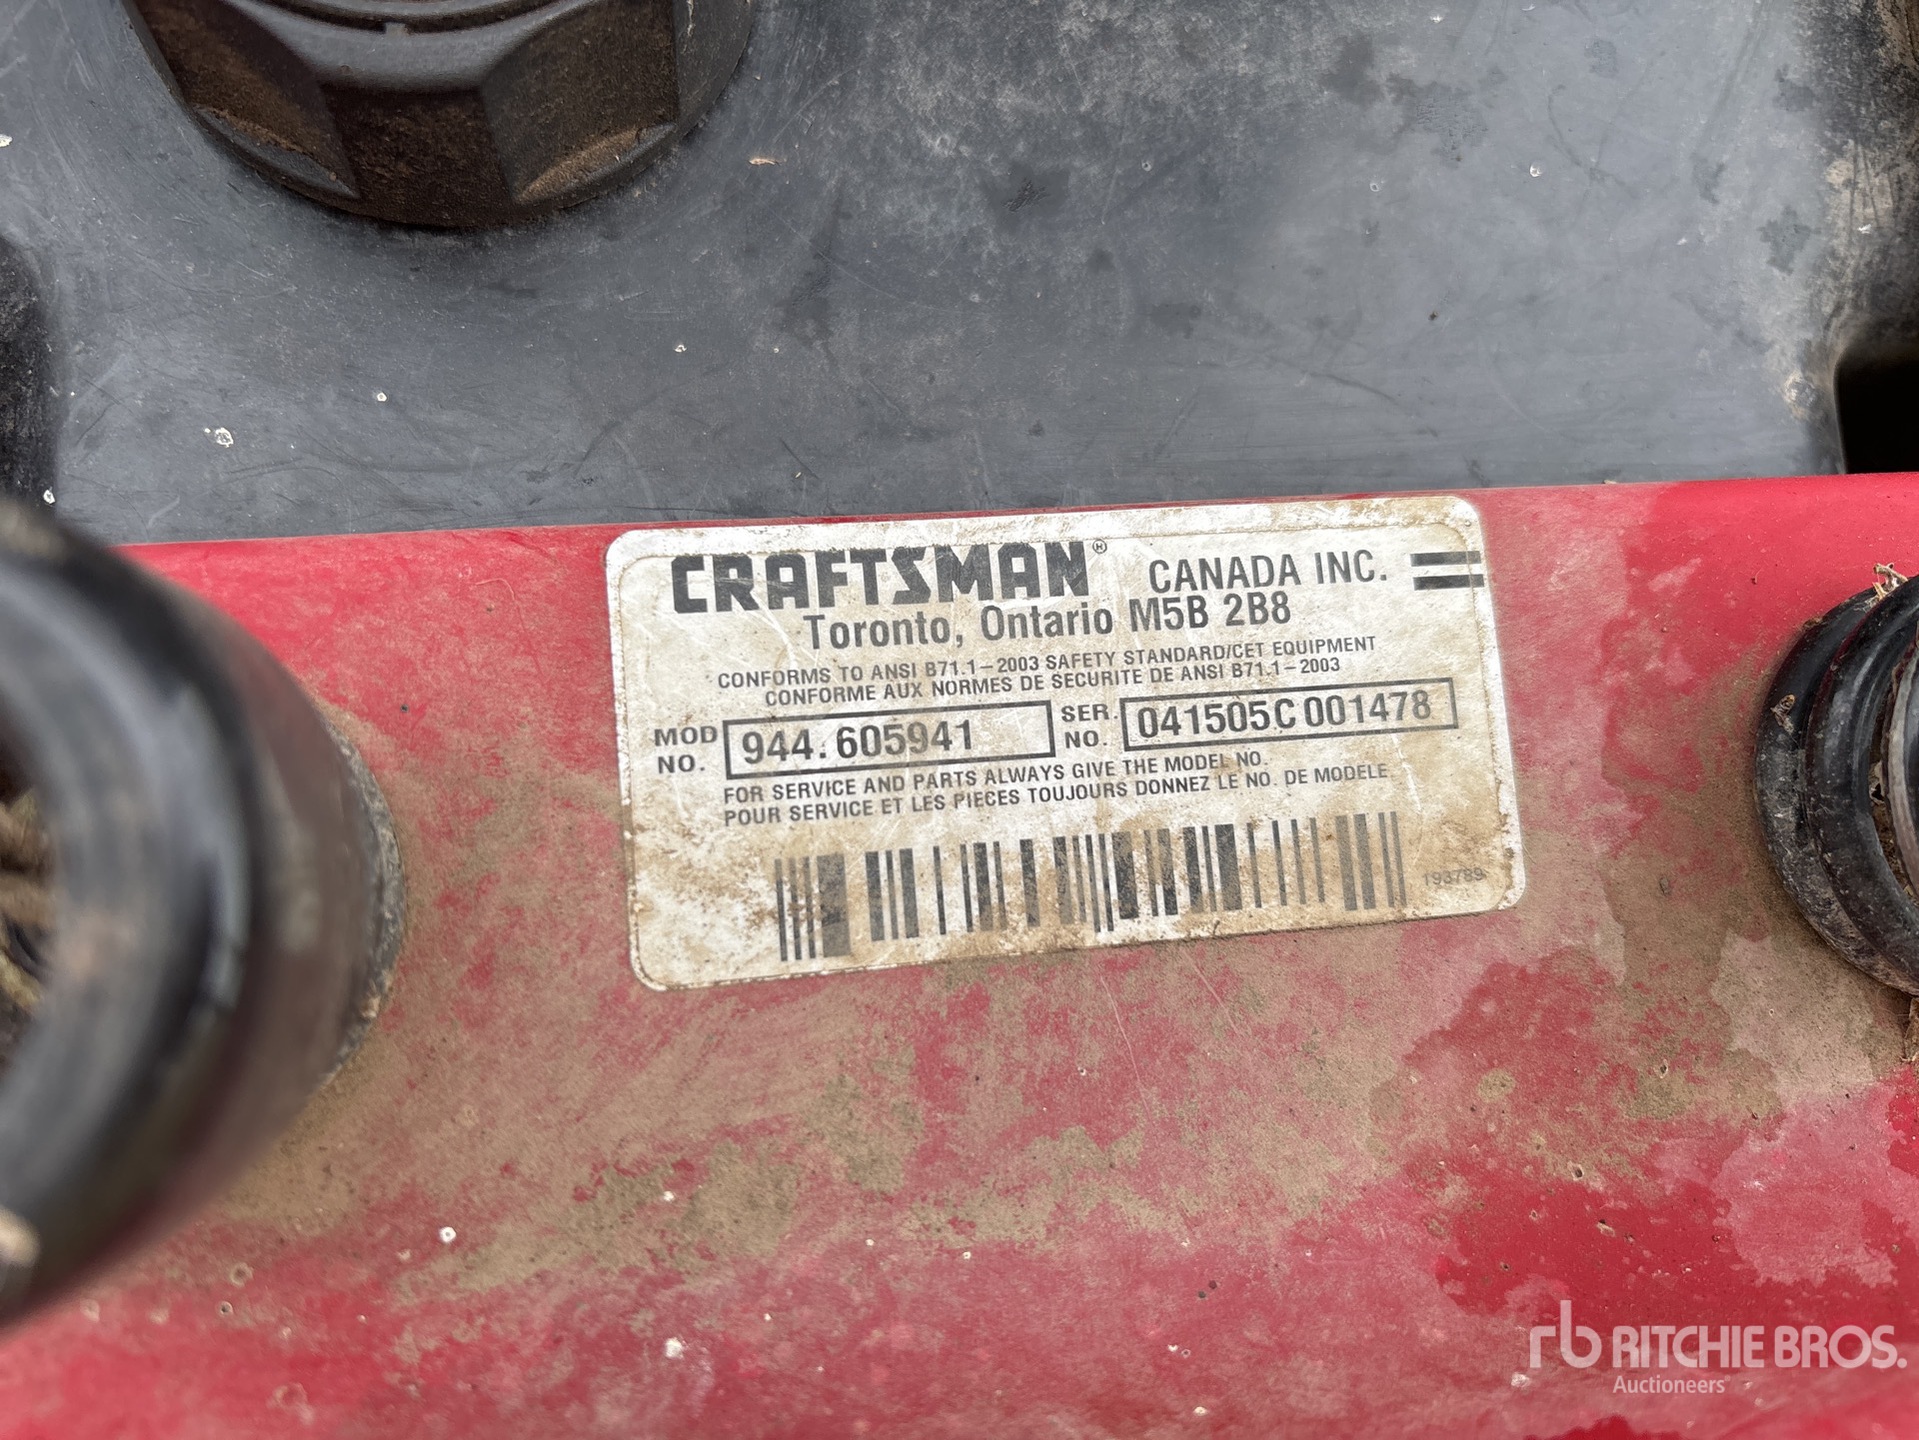 CRAFTSMAN® CANADA INC.
Toronto, Ontario M5B 2B8
CONFORMS TO ANSI B71.1-2003 SAFETY STANDARD/CET EQUIPMENT
CONFORME AUX NORMES DE SECURITE DE ANSI B71.1-2003
MOD NO. 944.605941 SER. NO. 041505C001478
FOR SERVICE AND PARTS ALWAYS GIVE THE MODEL NO.
POUR SERVICE ET LES PIECES TOUJOURS DONNEZ LE NO. DE MODELE
193789
rb RITCHIE BROS.
Auctioneers